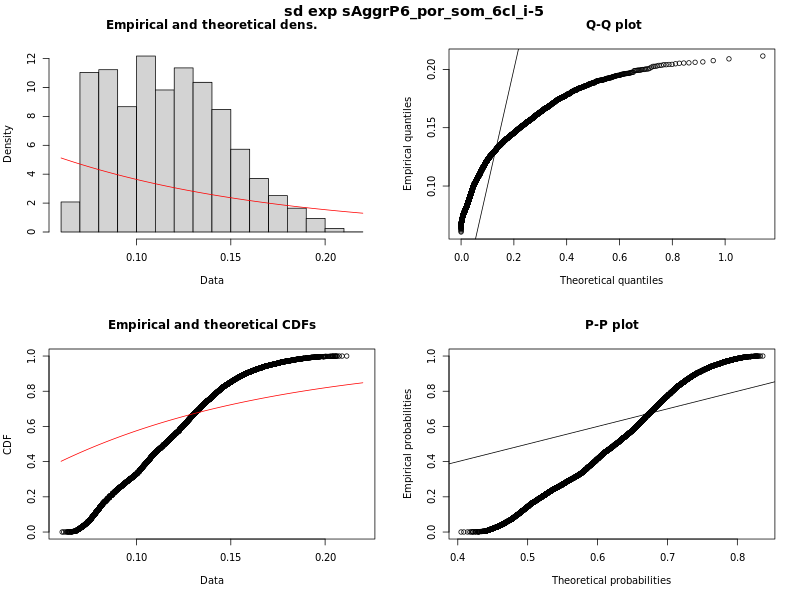 sd exp sAggrP6_por_som_6cl_i-5
Empirical and theoretical dens.
Density
0 2 4 6 8 10 12
0.10 0.15 0.20
Data
Q-Q plot
Empirical quantiles
0.10 0.15 0.20
0.0 0.2 0.4 0.6 0.8 1.0
Theoretical quantiles
Empirical and theoretical CDFs
CDF
0.0 0.2 0.4 0.6 0.8 1.0
0.10 0.15 0.20
Data
P-P plot
Empirical probabilities
0.0 0.2 0.4 0.6 0.8 1.0
0.4 0.5 0.6 0.7 0.8
Theoretical probabilities